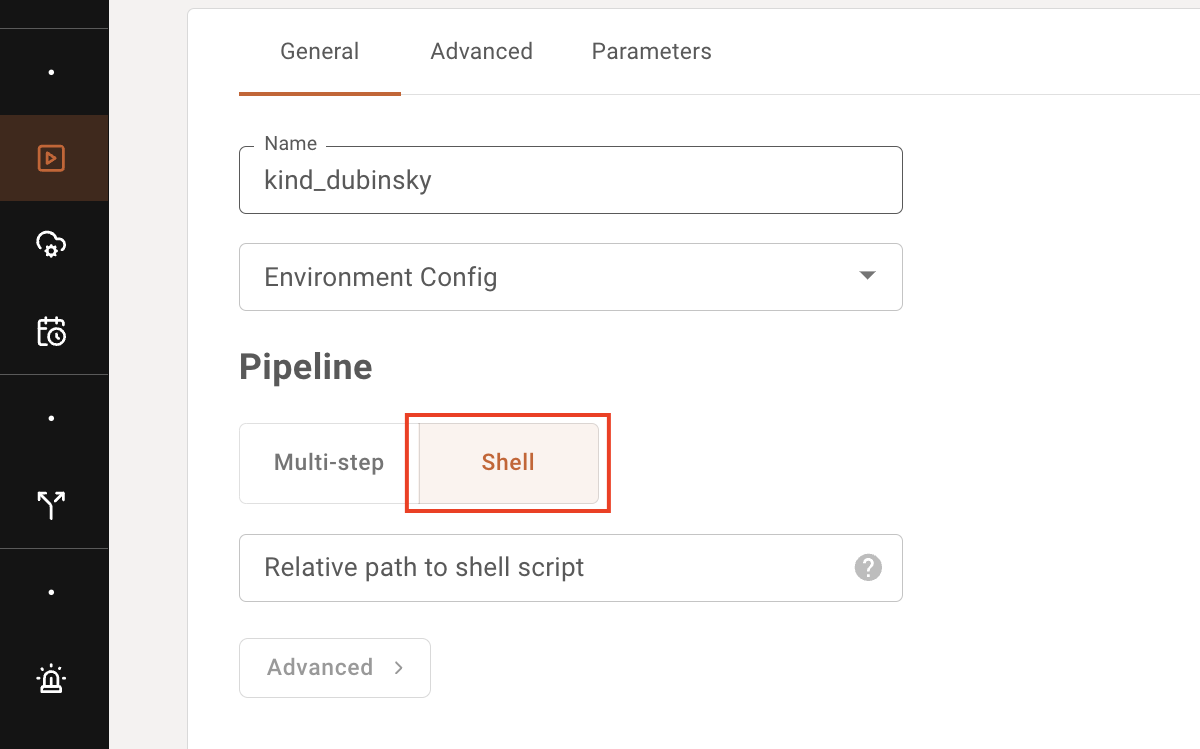 General Advanced Parameters
Name
kind_dubinsky
Environment Config
Pipeline
Multi-step Shell
Relative path to shell script ?
Advanced >